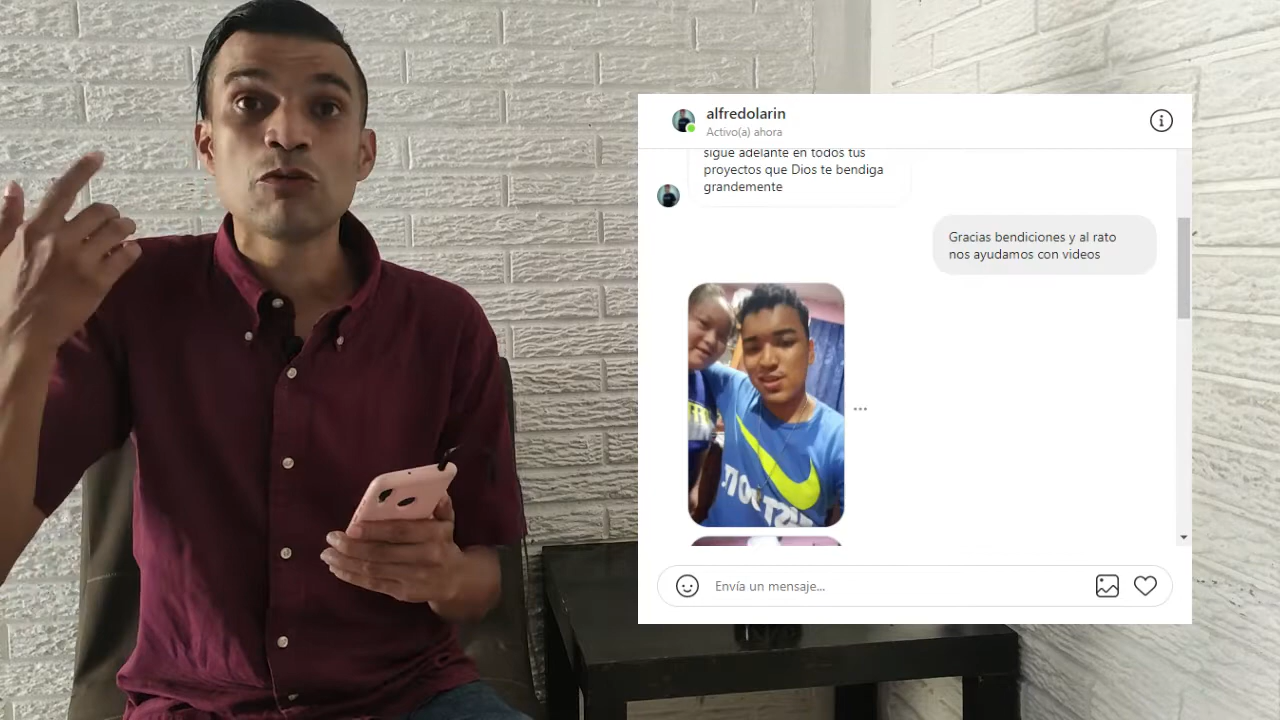 alfredolarin
Activo(a) ahora
sigue adelante en todos tus
proyectos que Dios te bendiga
grandemente
Gracias bendiciones y al rato
nos ayudamos con videos
Envía un mensaje...